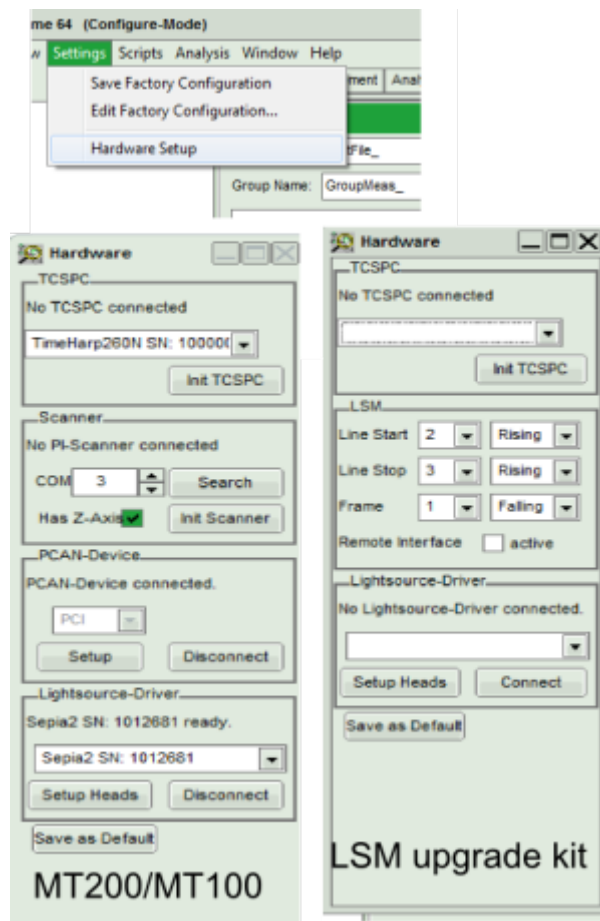 me 64 (Configure-Mode)
w Settings Scripts Analysis Window Help
Save Factory Configuration
ment Anal
Edit Factory Configuration...
Hardware Setup
tFile_
Group Name: GroupMeas_
Hardware
TCSPC
No TCSPC connected
TimeHarp260N SN: 10000(
Init TCSPC
Scanner
No PI-Scanner connected
COM 3 Search
Has Z-Axis Init Scanner
PCAN-Device
PCAN-Device connected.
PCI
Setup Disconnect
Lightsource-Driver
Sepia2 SN: 1012681 ready.
Sepia2 SN: 1012681
Setup Heads Disconnect
Save as Default
MT200/MT100
Hardware
TCSPC
No TCSPC connected
Init TCSPC
LSM
Line Start 2 Rising
Line Stop 3 Rising
Frame 1 Falling
Remote Interface active
Lightsource-Driver
No Lightsource-Driver connected.
Setup Heads Connect
Save as Default
LSM upgrade kit